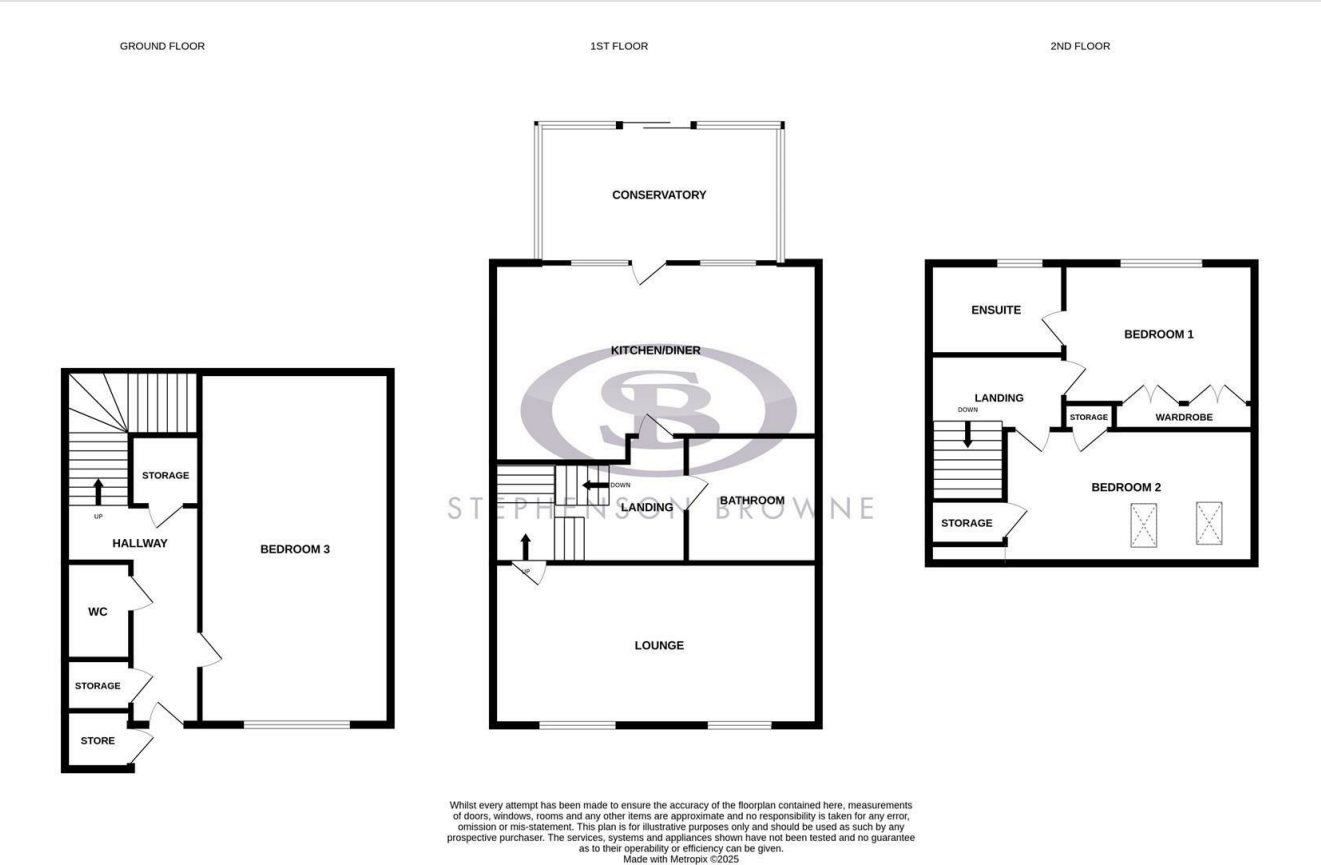 GROUND FLOOR
1ST FLOOR
2ND FLOOR
CONSERVATORY
KITCHEN/DINER
SB
DOWN
LANDING
BATHROOM
STEPHENSON BROWNE
UP
LOUNGE
STORAGE
UP
HALLWAY
BEDROOM 3
WC
STORAGE
STORE
ENSUITE
BEDROOM 1
LANDING
DOWN
STORAGE
WARDROBE
BEDROOM 2
STORAGE
Whilst every attempt has been made to ensure the accuracy of the floorplan contained here, measurements
of doors, windows, rooms and any other items are approximate and no responsibility is taken for any error,
omission or mis-statement. This plan is for illustrative purposes only and should be used as such by any
prospective purchaser. The services, systems and appliances shown have not been tested and no guarantee
as to their operability or efficiency can be given.
Made with Metropix ©2025